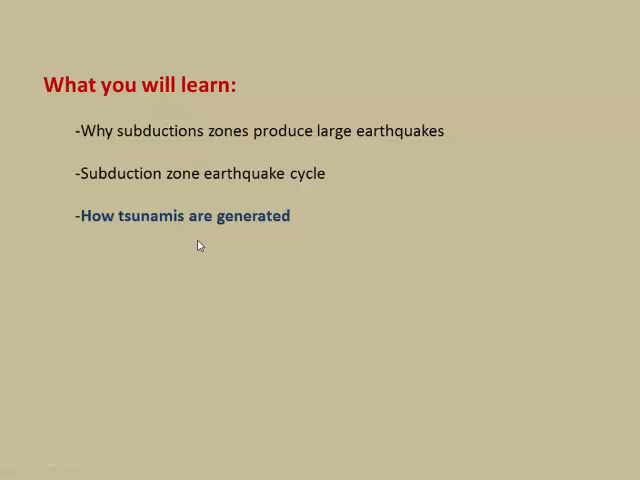 What you will learn:
-Why subductions zones produce large earthquakes
-Subduction zone earthquake cycle
-How tsunamis are generated